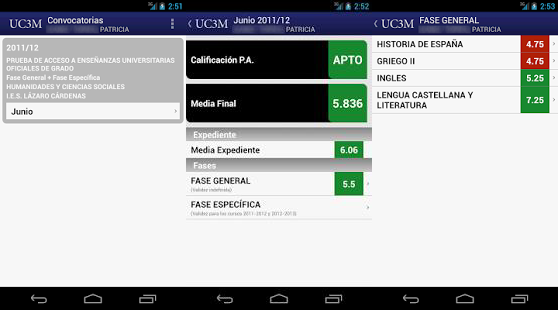 2:51
UC3M Convocatorias
PATRICIA
2011/12
PRUEBA DE ACCESO A ENSEÑANZAS UNIVERSITARIAS
OFICIALES DE GRADO
Fase General + Fase Específica
HUMANIDADES Y CIENCIAS SOCIALES
I.E.S. LÁZARO CÁRDENAS
Junio
2:52
UC3M Junio 2011/12
PATRICIA
Calificación P.A. APTO
Media Final 5.836
Expediente
Media Expediente 6.06
Fases
FASE GENERAL 5.5
(Validez indefinida)
FASE ESPECÍFICA
(Validez para los cursos 2011-2012 y 2012-2013)
2:53
UC3M FASE GENERAL
PATRICIA
HISTORIA DE ESPAÑA 4.75
GRIEGO II 4.75
INGLES 5.25
LENGUA CASTELLANA Y
LITERATURA 7.25